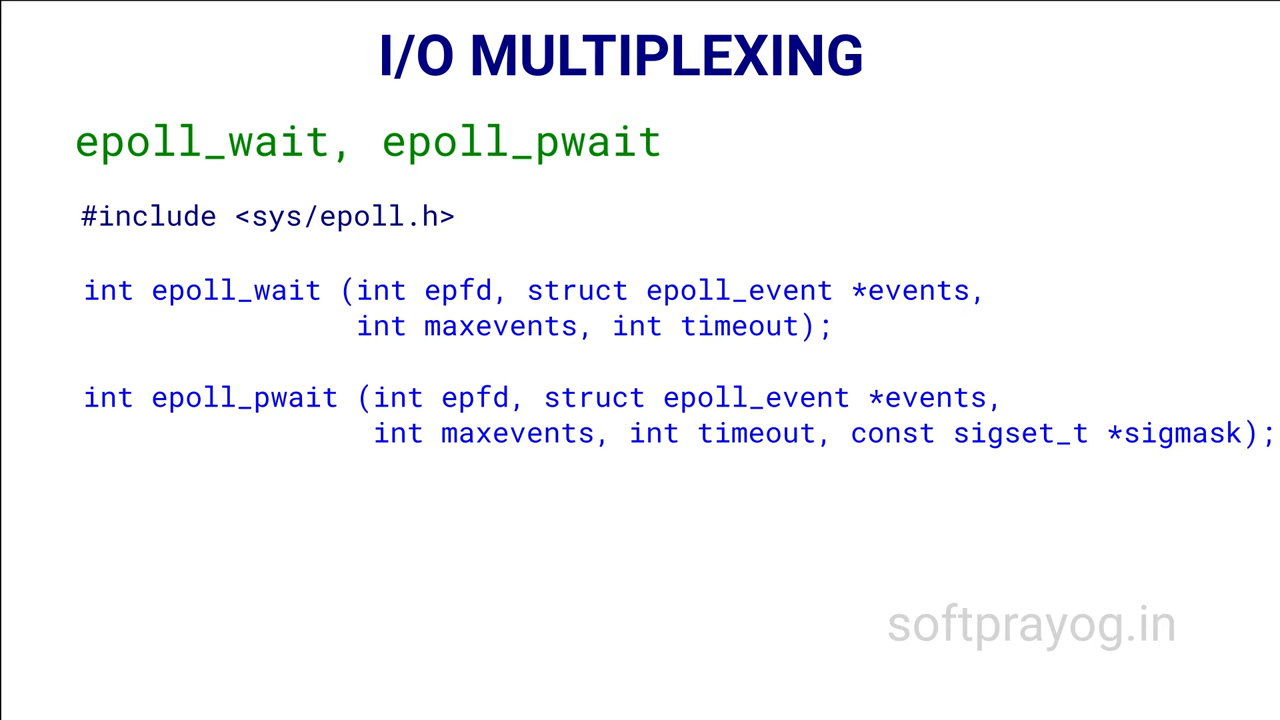 I/O MULTIPLEXING
epoll_wait, epoll_pwait
#include <sys/epoll.h>
int epoll_wait (int epfd, struct epoll_event *events,
int maxevents, int timeout);
int epoll_pwait (int epfd, struct epoll_event *events,
int maxevents, int timeout, const sigset_t *sigmask);
softprayog.in